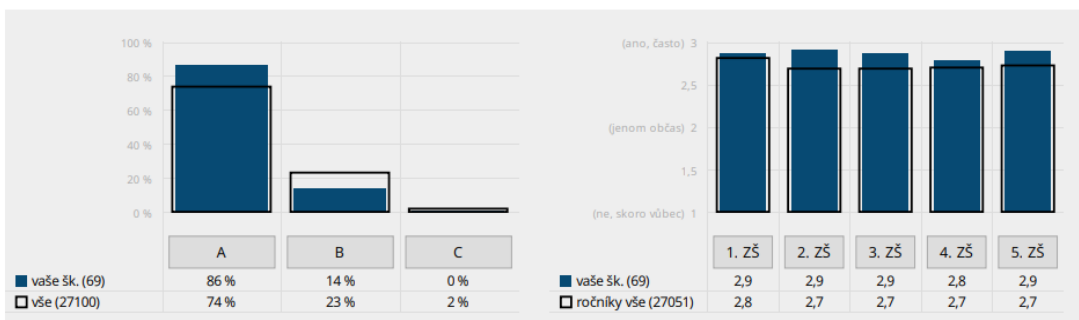 100 %
80 %
60 %
40 %
20 %
0 %
A B C
vaše šk. (69) 86 % 14 % 0 %
vše (27100) 74 % 23 % 2 %
(ano, často) 3
2,5
(jenom občas) 2
1,5
(ne, skoro vůbec) 1
1. ZŠ 2. ZŠ 3. ZŠ 4. ZŠ 5. ZŠ
vaše šk. (69) 2,9 2,9 2,9 2,8 2,9
ročníky vše (27051) 2,8 2,7 2,7 2,7 2,7